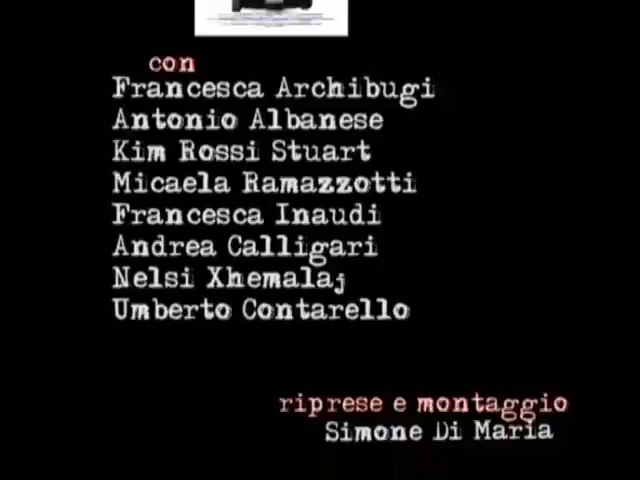 con
Francesca Archibugi
Antonio Albanese
Kim Rossi Stuart
Micaela Ramazzotti
Francesca Inaudi
Andrea Calligari
Nelsi Xhemalaj
Umberto Contarello
riprese e montaggio
Simone Di Maria